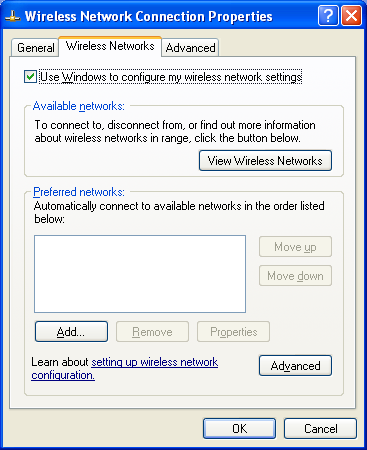 Wireless Network Connection Properties
General Wireless Networks Advanced
Use Windows to configure my wireless network settings
Available networks:
To connect to, disconnect from, or find out more information
about wireless networks in range, click the button below.
View Wireless Networks
Preferred networks:
Automatically connect to available networks in the order listed
below:
Move up
Move down
Add... Remove Properties
Learn about setting up wireless network
configuration.
Advanced
OK Cancel